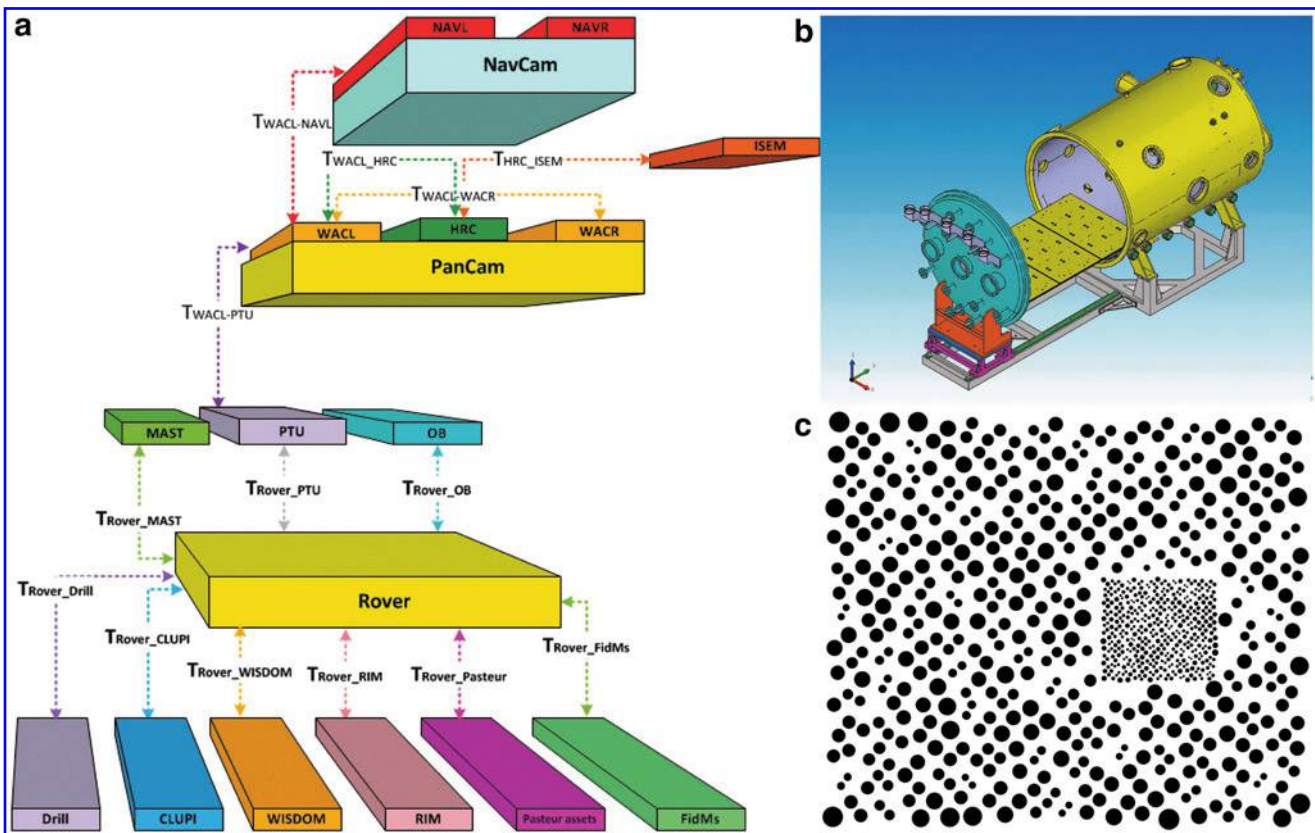 a
NAVL NAVR
NavCam
TWACL-NAVL
TWACL_HRC THRC_ISEM ISEM
TWACL-WACR
WACL HRC WACR
PanCam
TWACL-PTU
MAST PTU OB
TRover_PTU TRover_OB
TRover_MAST
TRover_Drill
Rover
TRover_CLUPI
TRover_WISDOM TRover_RIM TRover_Pasteur TRover_FidMs
Drill CLUPI WISDOM RIM Pasteur assets FidMs
b
c